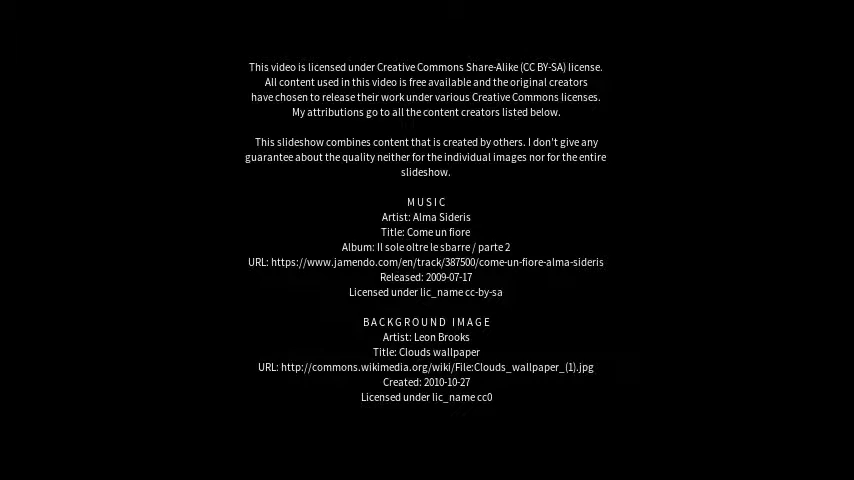 This video is licensed under Creative Commons Share-Alike (CC BY-SA) license.
All content used in this video is free available and the original creators
have chosen to release their work under various Creative Commons licenses.
My attributions go to all the content creators listed below.
This slideshow combines content that is created by others. I don't give any
guarantee about the quality neither for the individual images nor for the entire
slideshow.
MUSIC
Artist: Alma Sideris
Title: Come un fiore
Album: Il sole oltre le sbarre / parte 2
URL: https://www.jamendo.com/en/track/387500/come-un-fiore-alma-sideris
Released: 2009-07-17
Licensed under lic_name cc-by-sa
BACKGROUND IMAGE
Artist: Leon Brooks
Title: Clouds wallpaper
URL: http://commons.wikimedia.org/wiki/File:Clouds_wallpaper_(1).jpg
Created: 2010-10-27
Licensed under lic_name cc0